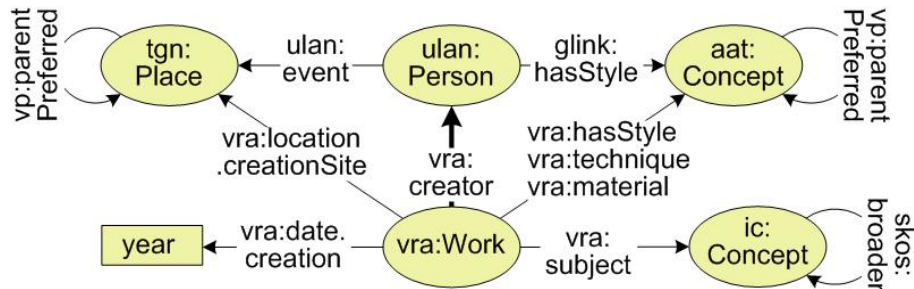 vp:parent
Preferred
tgn:
Place
ulan:
event
ulan:
Person
glink:
hasStyle
aat:
Concept
vp:parent
Preferred
vra:location
.creationSite
vra:
creator
vra:hasStyle
vra:technique
vra:material
year
vra:date.
creation
vra:Work
vra:
subject
ic:
Concept
skos:
broader